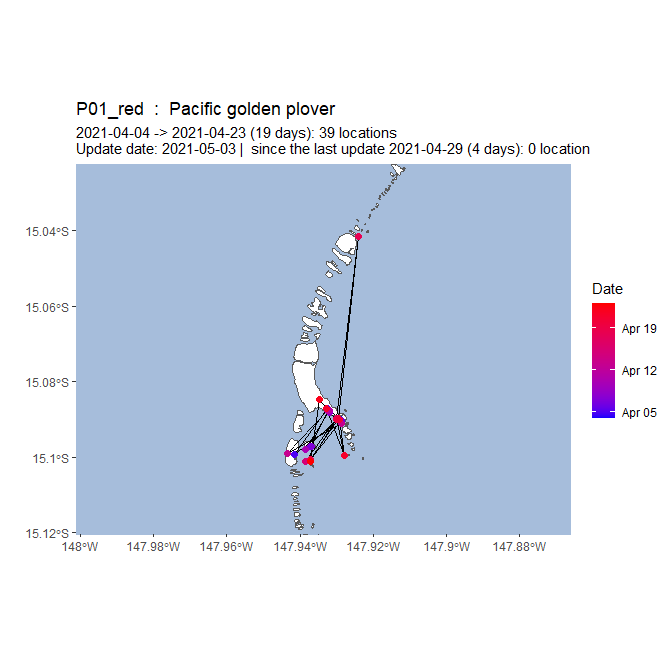 P01_red  :  Pacific golden plover
2021-04-04 -> 2021-04-23 (19 days): 39 locations
Update date: 2021-05-03 |  since the last update 2021-04-29 (4 days): 0 location
15.04°S
15.06°S
15.08°S
15.1°S
15.12°S
148°W
147.98°W
147.96°W
147.94°W
147.92°W
147.9°W
147.88°W
Date
Apr 19
Apr 12
Apr 05